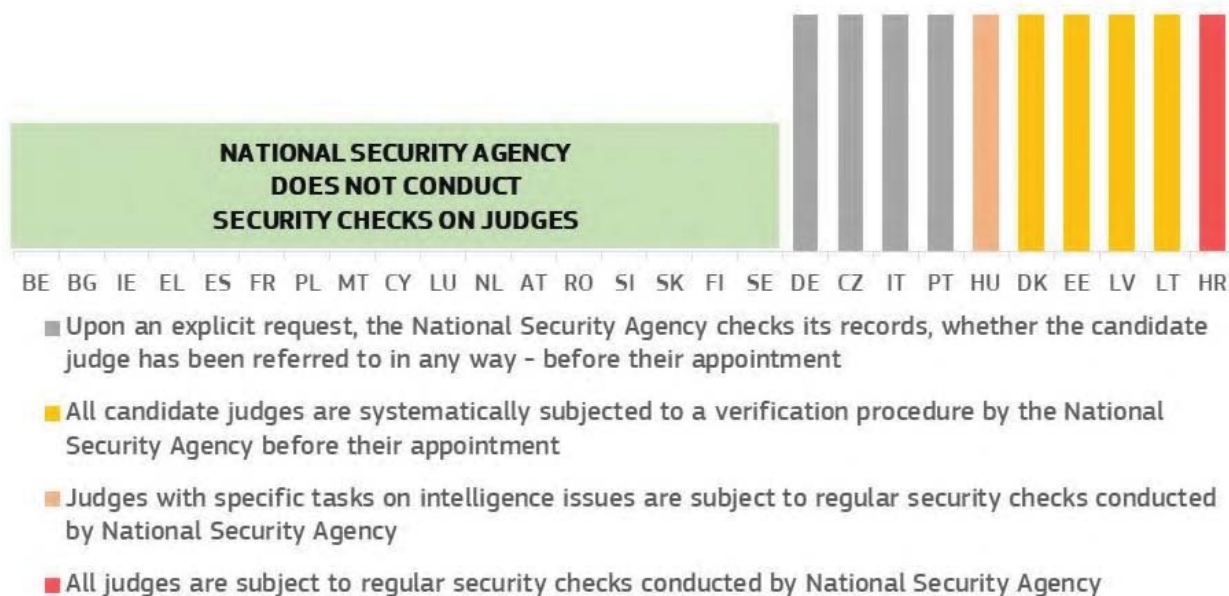 NATIONAL SECURITY AGENCY
DOES NOT CONDUCT
SECURITY CHECKS ON JUDGES
BE BG IE EL ES FR PL MT CY LU NL AT RO SI SK FI SE DE CZ IT PT HU DK EE LV LT HR
Upon an explicit request, the National Security Agency checks its records, whether the candidate
judge has been referred to in any way - before their appointment
All candidate judges are systematically subjected to a verification procedure by the National
Security Agency before their appointment
Judges with specific tasks on intelligence issues are subject to regular security checks conducted
by National Security Agency
All judges are subject to regular security checks conducted by National Security Agency